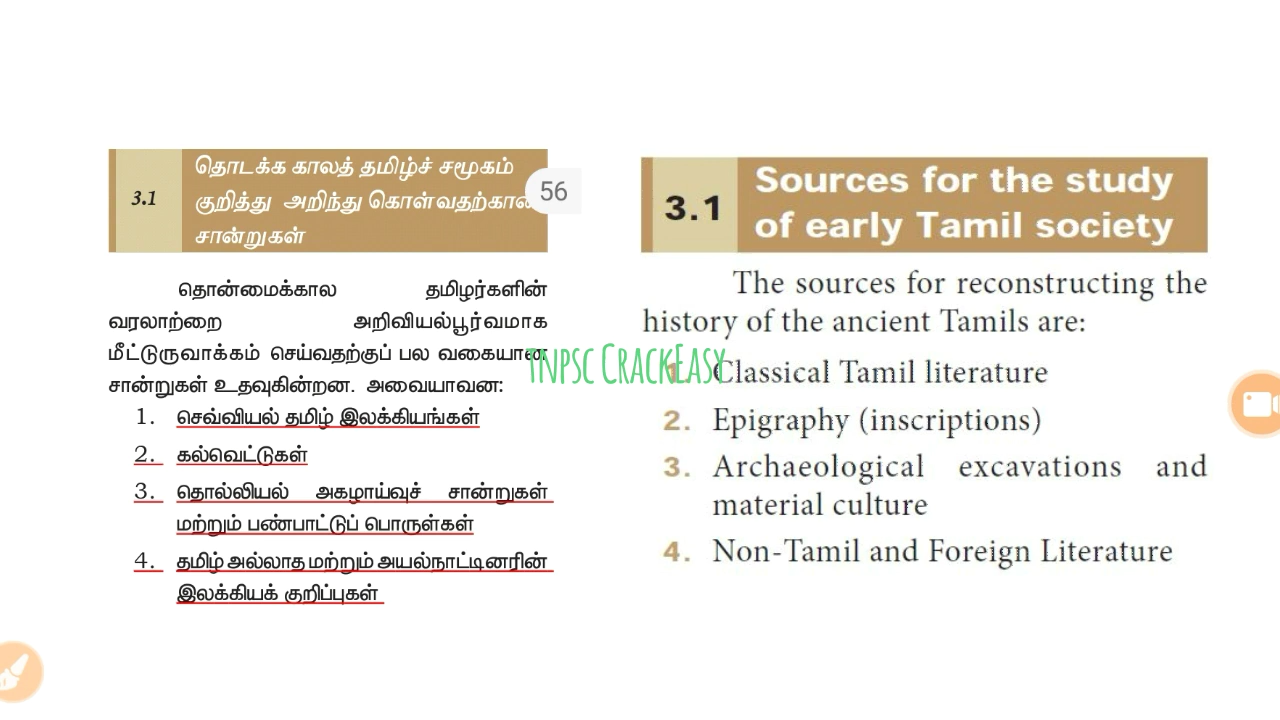 3.1
தொடக்க காலத் தமிழ்ச் சமூகம்
குறித்து அறிந்து கொள்வதற்கான
சான்றுகள்
56
தொன்மைக்கால தமிழர்களின்
வரலாற்றை அறிவியல்பூர்வமாக
மீட்டுருவாக்கம் செய்வதற்குப் பல வகையான
சான்றுகள் உதவுகின்றன. அவையாவன:
1. செவ்வியல் தமிழ் இலக்கியங்கள்
2. கல்வெட்டுகள்
3. தொல்லியல் அகழாய்வுச் சான்றுகள்
மற்றும் பண்பாட்டுப் பொருள்கள்
4. தமிழ் அல்லாத மற்றும் அயல்நாட்டினரின்
இலக்கியக் குறிப்புகள்
TNPSC CRACKEASY
3.1
Sources for the study
of early Tamil society
The sources for reconstructing the
history of the ancient Tamils are:
1. Classical Tamil literature
2. Epigraphy (inscriptions)
3. Archaeological excavations and
material culture
4. Non-Tamil and Foreign Literature